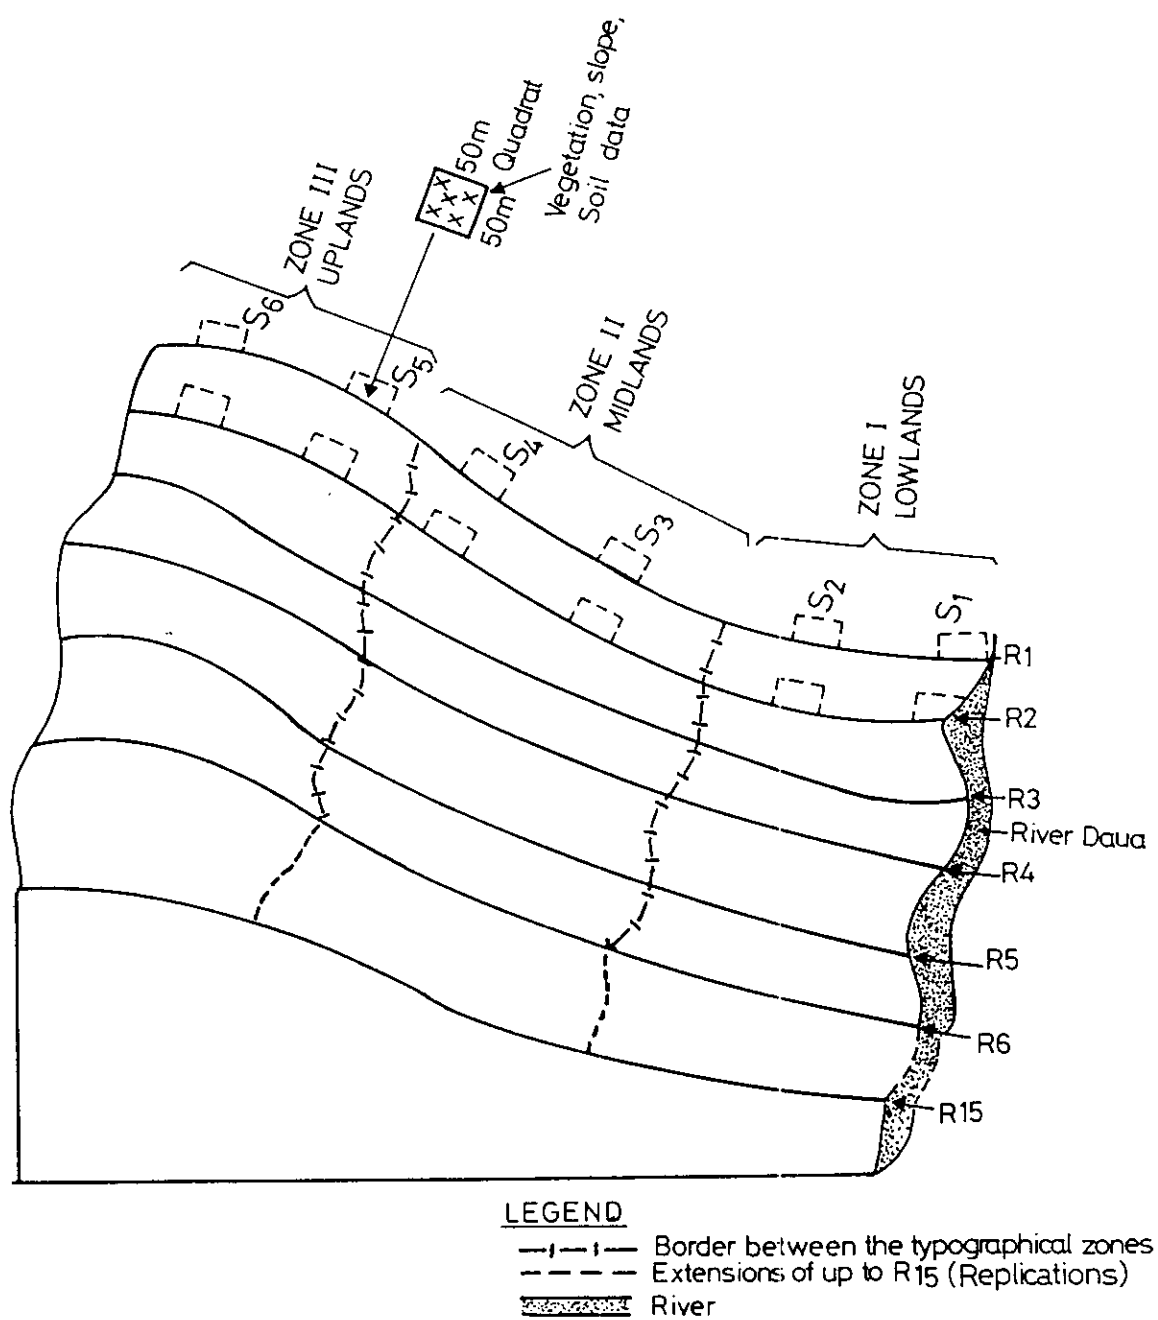 50m
Quadrat
50m
Vegetation, slope,
Soil data
ZONE III
UPLANDS
S6
S5
ZONE II
MIDLANDS
S4
S3
ZONE I
LOWLANDS
S2
S1
R1
R2
R3
River Daua
R4
R5
R6
R15
LEGEND
Border between the typographical zones
Extensions of up to R15 (Replications)
River
x x x x x x